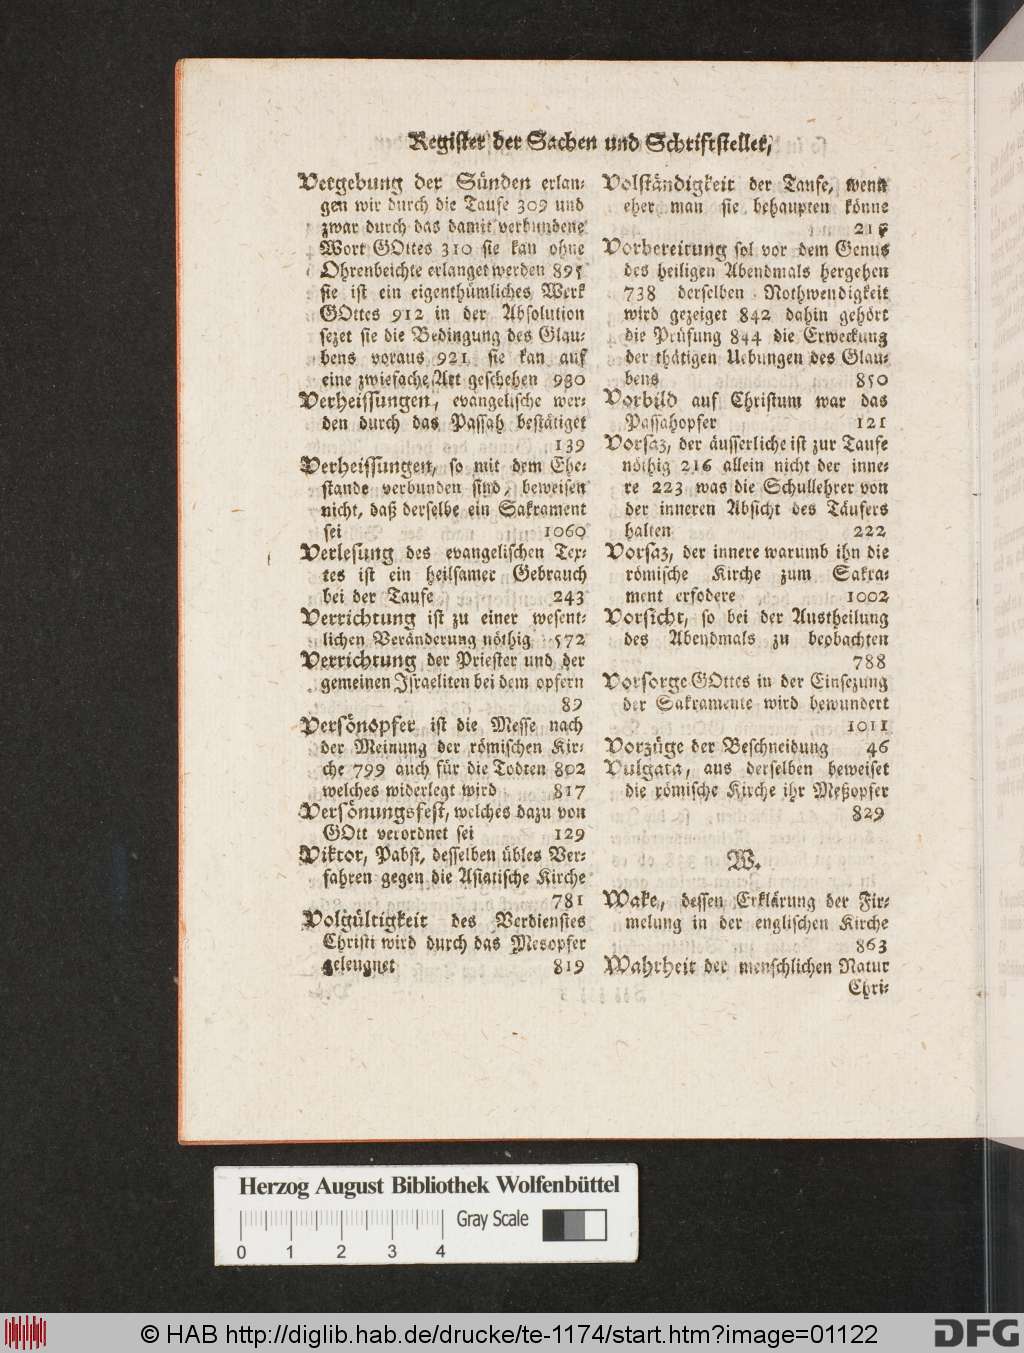 Register der Sachen und Schriftsteller,
Vergebung der Sünden erlan-
gen wir durch die Taufe 309 und
zwar durch das damit verbundene
Wort GOttes 310 sie kan ohne
Ohrenbeichte erlanget werden 895
sie ist ein eigenthümliches Werk
GOttes 912 in der Absolution
sezet sie die Bedingung des Glau-
bens voraus 921 sie kan auf
eine zwiefache Art geschehen 930
Verheissungen, evangelische wer-
den durch das Passah bestätiget
139
Verheissungen, so mit dem Ehe-
stande verbunden sind, beweisen
nicht, daß derselbe ein Sakrament
sei 1060
Verlesung des evangelischen Tex-
tes ist ein heilsamer Gebrauch
bei der Taufe 243
Verrichtung ist zu einer wesent-
lichen Veränderung nöthig 572
Verrichtung der Priester und der
gemeinen Israeliten bei dem opfern
89
Versönopfer ist die Messe nach
der Meinung der römischen Kir-
che 799 auch für die Todten 802
welches widerlegt wird 817
Versönungsfest, welches dazu von
GOtt verordnet sei 129
Viktor, Pabst, desselben übles Ver-
fahren gegen die Asiatische Kirche
781
Volgültigkeit des Verdienstes
Christi wird durch das Mesopfer
geleugnet 819
Volständigkeit der Taufe, wenn
eher man sie behaupten könne
Vorbereitung sol vor dem Genus
des heiligen Abendmals hergehen
738 derselben Nothwendigkeit
wird gezeiget 842 dahin gehört
die Prüfung 844 die Erweckung
der thätigen Uebungen des Glau-
bens 850
Vorbild auf Christum war das
Passahopfer 121
Vorsaz, der äusserliche ist zur Taufe
nöthig 216 allein nicht der inne-
re 223 was die Schullehrer von
der inneren Absicht des Täufers
halten 222
Vorsaz, der innere warumb ihn die
römische Kirche zum Sakra-
ment erfodere 1002
Vorsicht, so bei der Austheilung
des Abendmals zu beobachten
788
Vorsorge GOttes in der Einsezung
der Sakramente wird bewundert
1011
Vorzüge der Beschneidung 46
Vulgata, aus derselben beweiset
die römische Kirche ihr Meßopfer
829
W.
Wake, dessen Erklärung der Fir-
melung in der englischen Kirche
863
Wahrheit der menschlichen Natur
Chri-
Herzog August Bibliothek Wolfenbüttel
0 1 2 3 4
Gray Scale
© HAB http://diglib.hab.de/drucke/te-1174/start.htm?image=01122
DFG